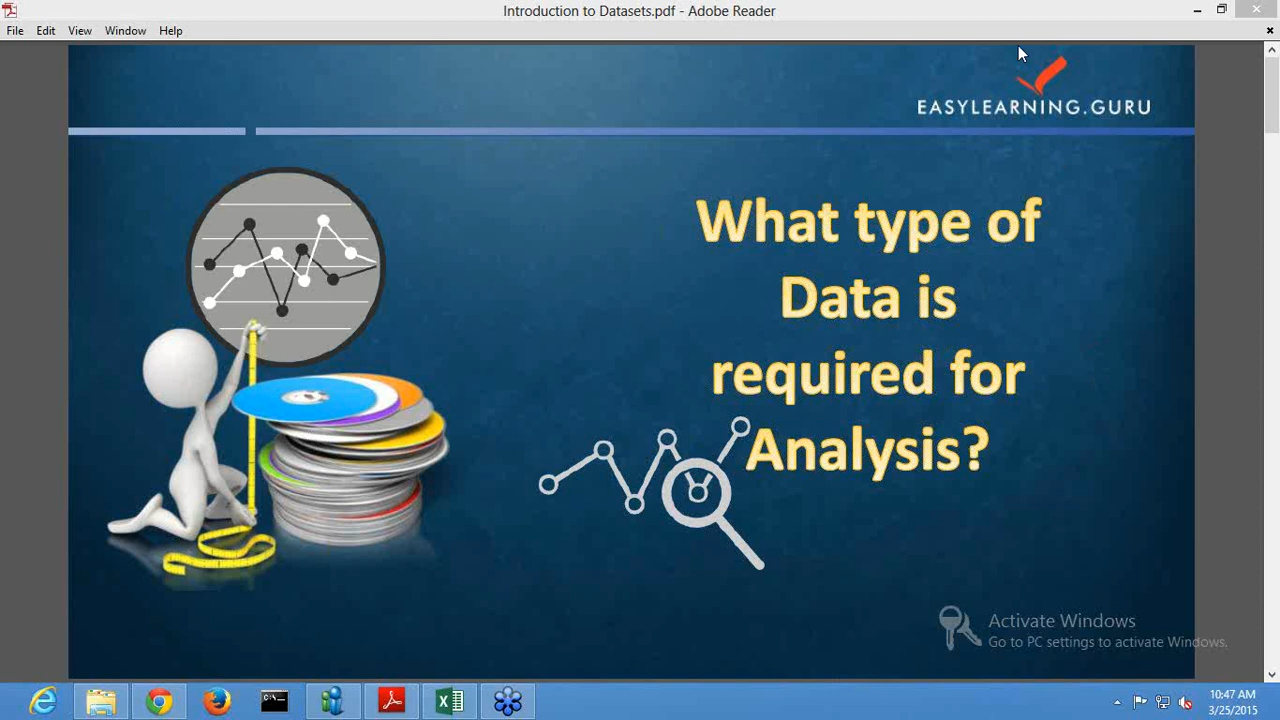 Introduction to Datasets.pdf - Adobe Reader
File Edit View Window Help
EASYLEARNING.GURU
What type of
Data is
required for
Analysis?
Activate Windows
Go to PC settings to activate Windows.
10:47 AM
3/25/2015